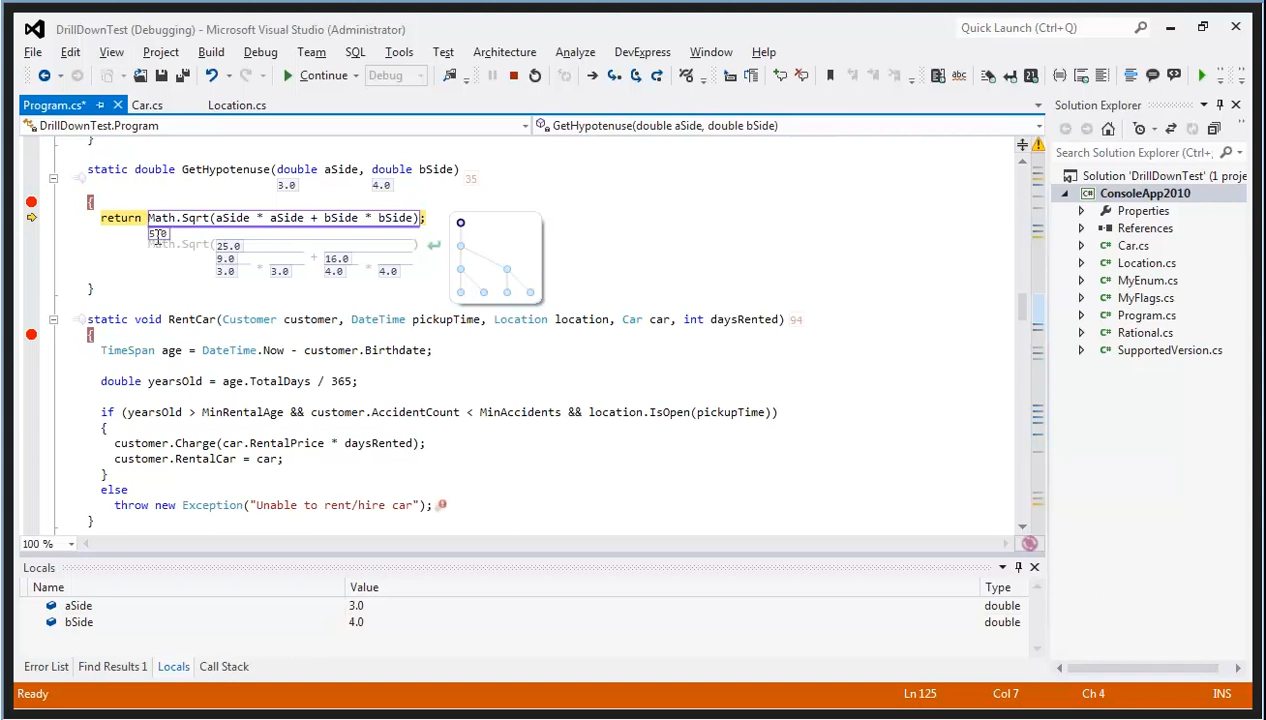 DrillDownTest (Debugging) - Microsoft Visual Studio (Administrator)
Quick Launch (Ctrl+Q)
File Edit View Project Build Debug Team SQL Tools Test Architecture Analyze DevExpress Window Help
Continue Debug
Program.cs* Car.cs Location.cs
DrillDownTest.Program GetHypotenuse(double aSide, double bSide)
}
static double GetHypotenuse(double aSide, double bSide) 35
3.0 4.0
{
return Math.Sqrt(aSide * aSide + bSide * bSide);
5.0
Math.Sqrt( 25.0 )
9.0 + 16.0
3.0 * 3.0 4.0 * 4.0
}
static void RentCar(Customer customer, DateTime pickupTime, Location location, Car car, int daysRented) 94
{
TimeSpan age = DateTime.Now - customer.Birthdate;
double yearsOld = age.TotalDays / 365;
if (yearsOld > MinRentalAge && customer.AccidentCount < MinAccidents && location.IsOpen(pickupTime))
{
customer.Charge(car.RentalPrice * daysRented);
customer.RentalCar = car;
}
else
throw new Exception("Unable to rent/hire car");
}
100 %
Solution Explorer
Search Solution Explorer (Ctrl+;
Solution 'DrillDownTest' (1 proje
C# ConsoleApp2010
Properties
References
C# Car.cs
C# Location.cs
C# MyEnum.cs
C# MyFlags.cs
C# Program.cs
C# Rational.cs
C# SupportedVersion.cs
Locals
Name Value Type
aSide 3.0 double
bSide 4.0 double
Error List Find Results 1 Locals Call Stack
Ready Ln 125 Col 7 Ch 4 INS